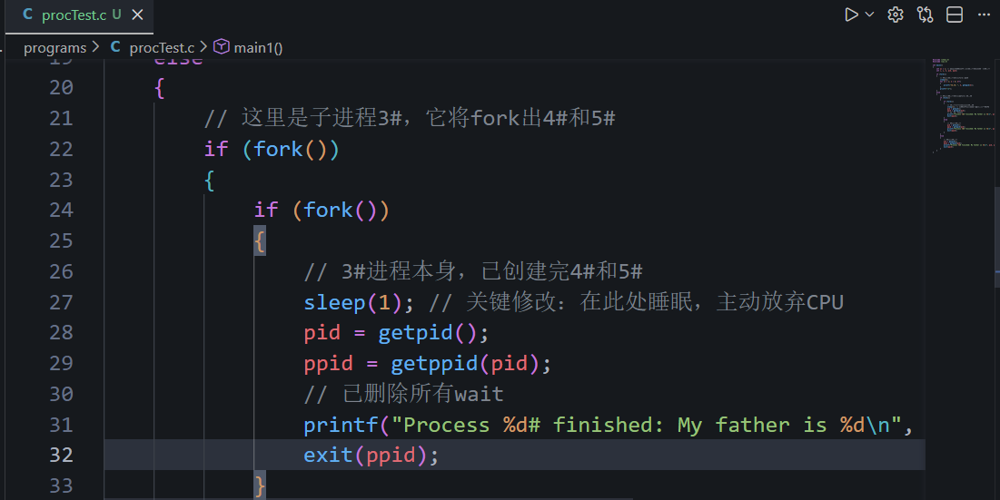 C procTest.c U ×
programs > C procTest.c > main1()
19 else
20 {
21 // 这里是子进程3#，它将fork出4#和5#
22 if (fork())
23 {
24 if (fork())
25 {
26 // 3#进程本身，已创建完4#和5#
27 sleep(1); // 关键修改：在此处睡眠，主动放弃CPU
28 pid = getpid();
29 ppid = getppid(pid);
30 // 已删除所有wait
31 printf("Process %d# finished: My father is %d\n",
32 exit(ppid);
33 }